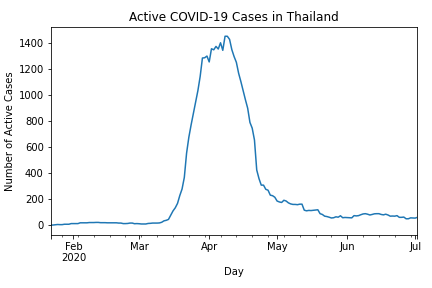 Active COVID-19 Cases in Thailand
Number of Active Cases
1400
1200
1000
800
600
400
200
0
Feb Mar Apr May Jun Jul
2020
Day